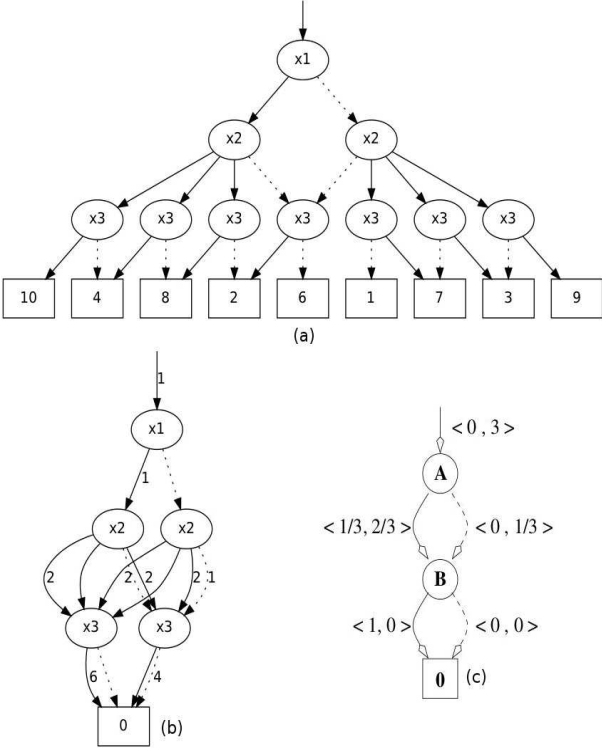 x1
x2 x2
x3 x3 x3 x3 x3 x3 x3
10 4 8 2 6 1 7 3 9
(a)
1
x1
< 0 , 3 >
A
1
x2 x2
< 1/3, 2/3 > < 0 , 1/3 >
2 2 2 2 1
B
x3 x3
< 1, 0 > < 0 , 0 >
6 4
0 (c)
0 (b)